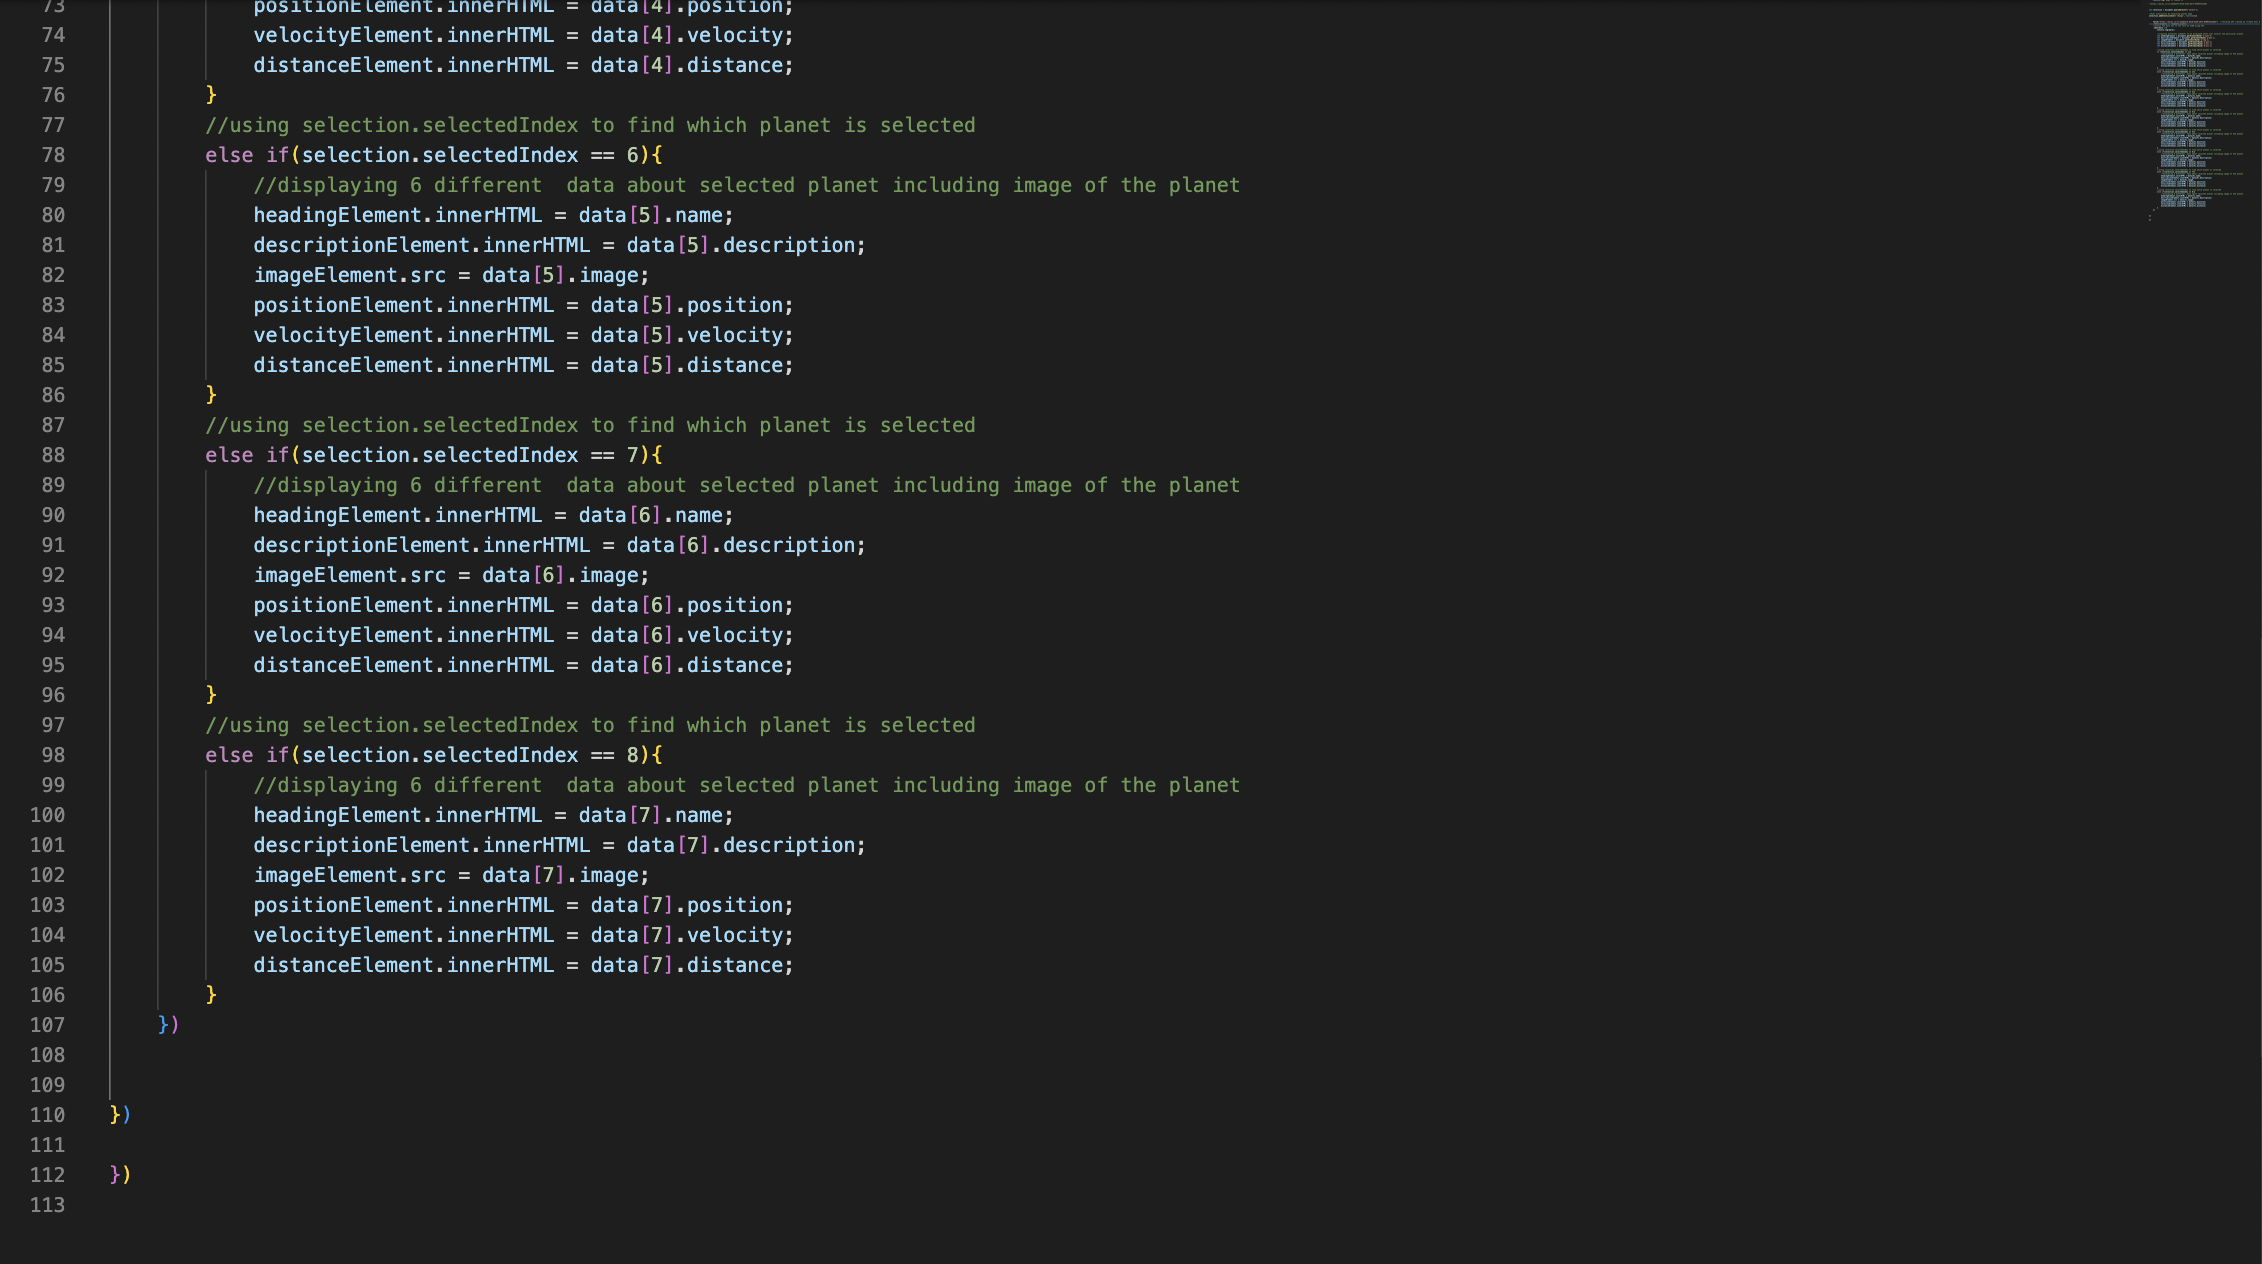 73 positionElement.innerHTML = data[4].position;
74 velocityElement.innerHTML = data[4].velocity;
75 distanceElement.innerHTML = data[4].distance;
76 }
77 //using selection.selectedIndex to find which planet is selected
78 else if(selection.selectedIndex == 6){
79 //displaying 6 different  data about selected planet including image of the planet
80 headingElement.innerHTML = data[5].name;
81 descriptionElement.innerHTML = data[5].description;
82 imageElement.src = data[5].image;
83 positionElement.innerHTML = data[5].position;
84 velocityElement.innerHTML = data[5].velocity;
85 distanceElement.innerHTML = data[5].distance;
86 }
87 //using selection.selectedIndex to find which planet is selected
88 else if(selection.selectedIndex == 7){
89 //displaying 6 different  data about selected planet including image of the planet
90 headingElement.innerHTML = data[6].name;
91 descriptionElement.innerHTML = data[6].description;
92 imageElement.src = data[6].image;
93 positionElement.innerHTML = data[6].position;
94 velocityElement.innerHTML = data[6].velocity;
95 distanceElement.innerHTML = data[6].distance;
96 }
97 //using selection.selectedIndex to find which planet is selected
98 else if(selection.selectedIndex == 8){
99 //displaying 6 different  data about selected planet including image of the planet
100 headingElement.innerHTML = data[7].name;
101 descriptionElement.innerHTML = data[7].description;
102 imageElement.src = data[7].image;
103 positionElement.innerHTML = data[7].position;
104 velocityElement.innerHTML = data[7].velocity;
105 distanceElement.innerHTML = data[7].distance;
106 }
107 })
108
109
110 })
111
112 })
113